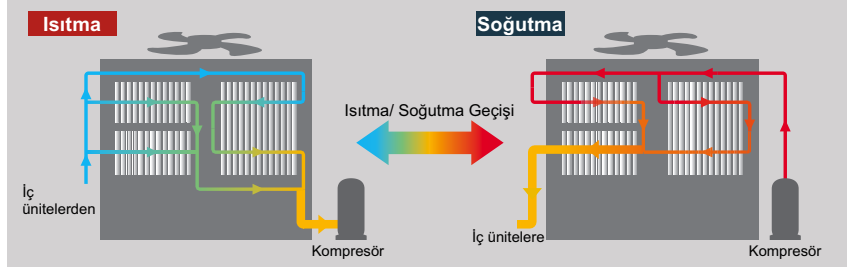 Isıtma
Soğutma
Isıtma/ Soğutma Geçişi
İç
ünitelerden
Kompresör
İç ünitelere
Kompresör